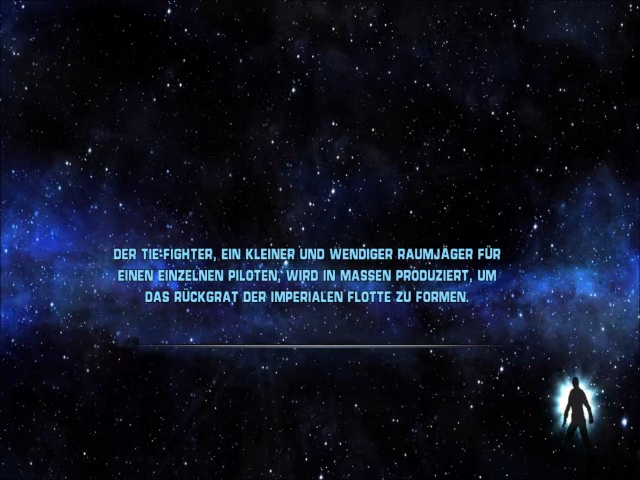 DER TIE-FIGHTER, EIN KLEINER UND WENDIGER RAUMJÄGER FÜR
EINEN EINZELNEN PILOTEN, WIRD IN MASSEN PRODUZIERT, UM
DAS RÜCKGRAT DER IMPERIALEN FLOTTE ZU FORMEN.